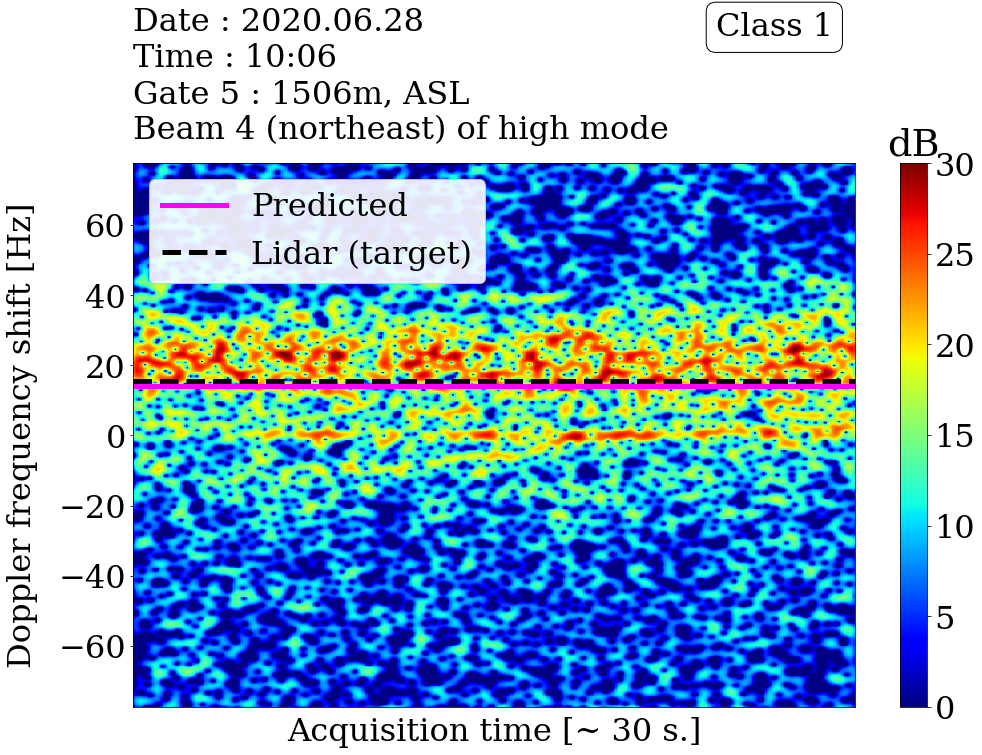 Date : 2020.06.28
Time : 10:06
Gate 5 : 1506m, ASL
Beam 4 (northeast) of high mode
Class 1
dB
Predicted
Lidar (target)
Doppler frequency shift [Hz]
60
40
20
0
−20
−40
−60
30
25
20
15
10
5
0
Acquisition time [~ 30 s.]